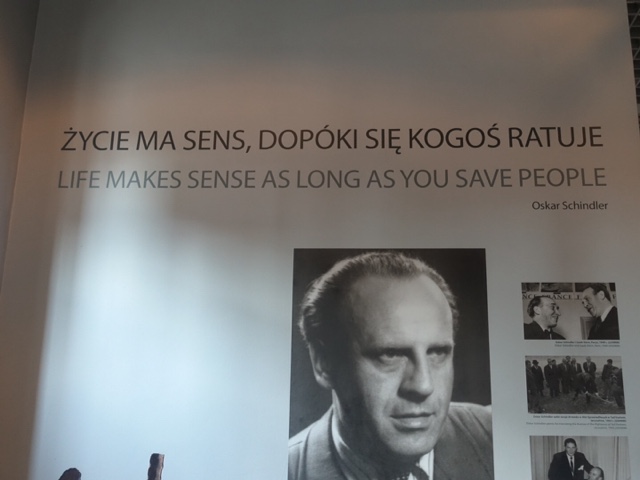 ŻYCIE MA SENS, DOPÓKI SIĘ KOGOŚ RATUJE
LIFE MAKES SENSE AS LONG AS YOU SAVE PEOPLE
Oskar Schindler